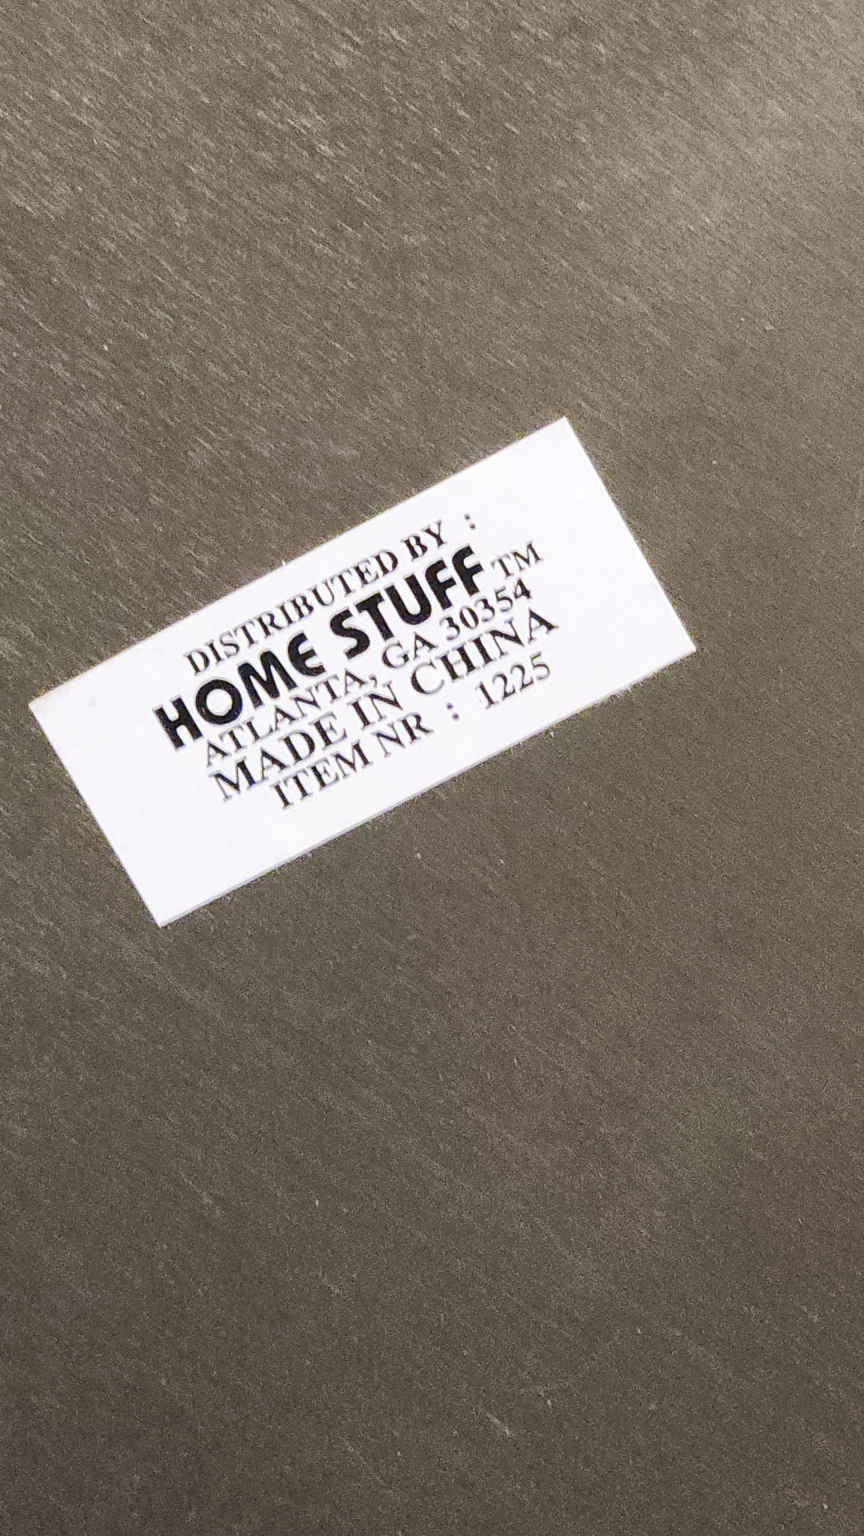 DISTRIBUTED BY :
HOME STUFF TM
ATLANTA, GA 30354
MADE IN CHINA
ITEM NR : 1225